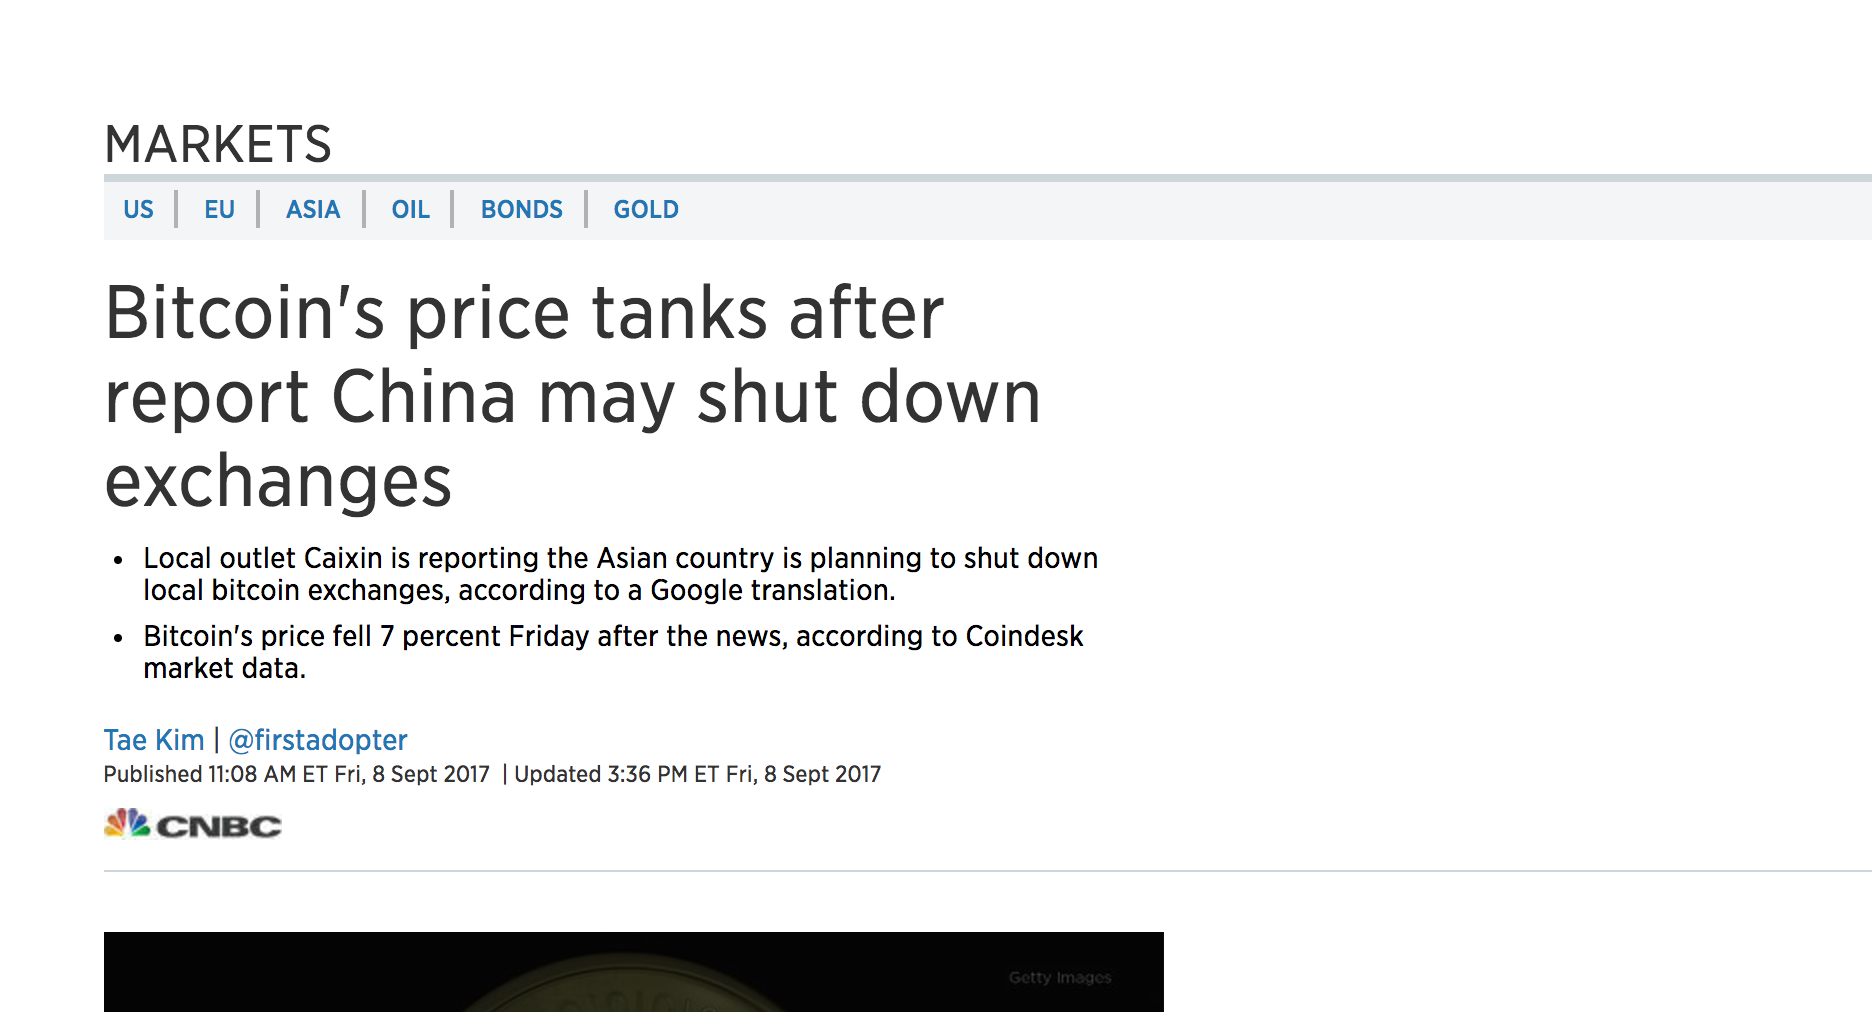 MARKETS
US | EU | ASIA | OIL | BONDS | GOLD
Bitcoin's price tanks after
report China may shut down
exchanges
• Local outlet Caixin is reporting the Asian country is planning to shut down
local bitcoin exchanges, according to a Google translation.
• Bitcoin's price fell 7 percent Friday after the news, according to Coindesk
market data.
Tae Kim | @firstadopter
Published 11:08 AM ET Fri, 8 Sept 2017 | Updated 3:36 PM ET Fri, 8 Sept 2017
CNBC
Getty Images